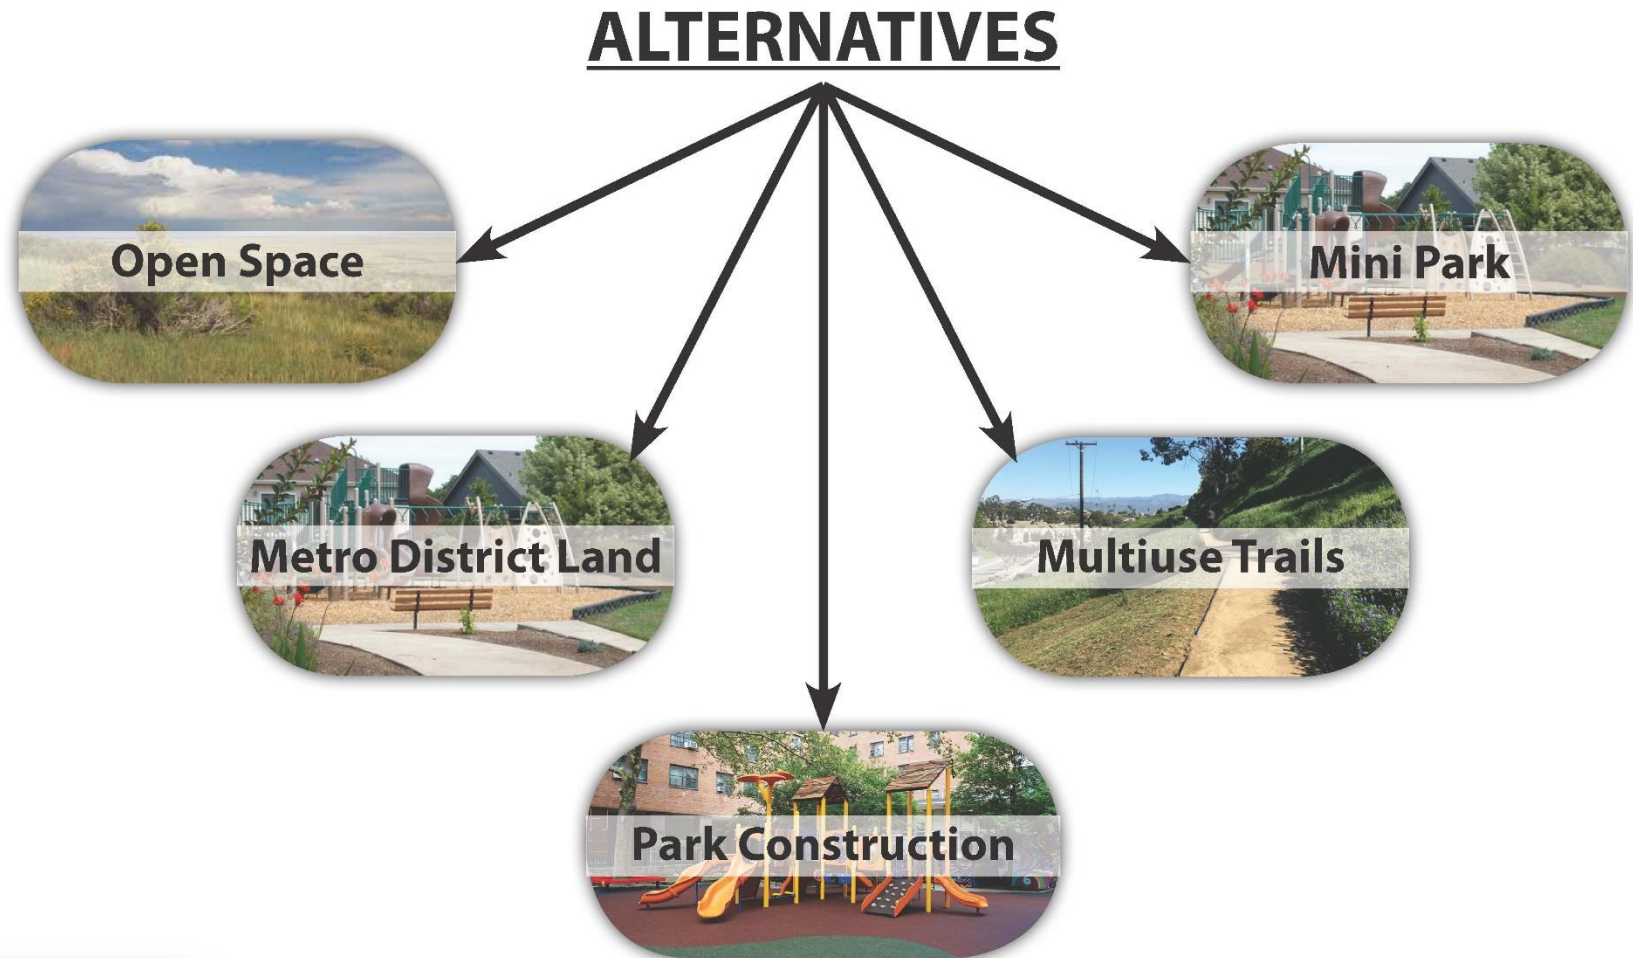 ALTERNATIVES
Open Space
Mini Park
Metro District Land
Multiuse Trails
Park Construction